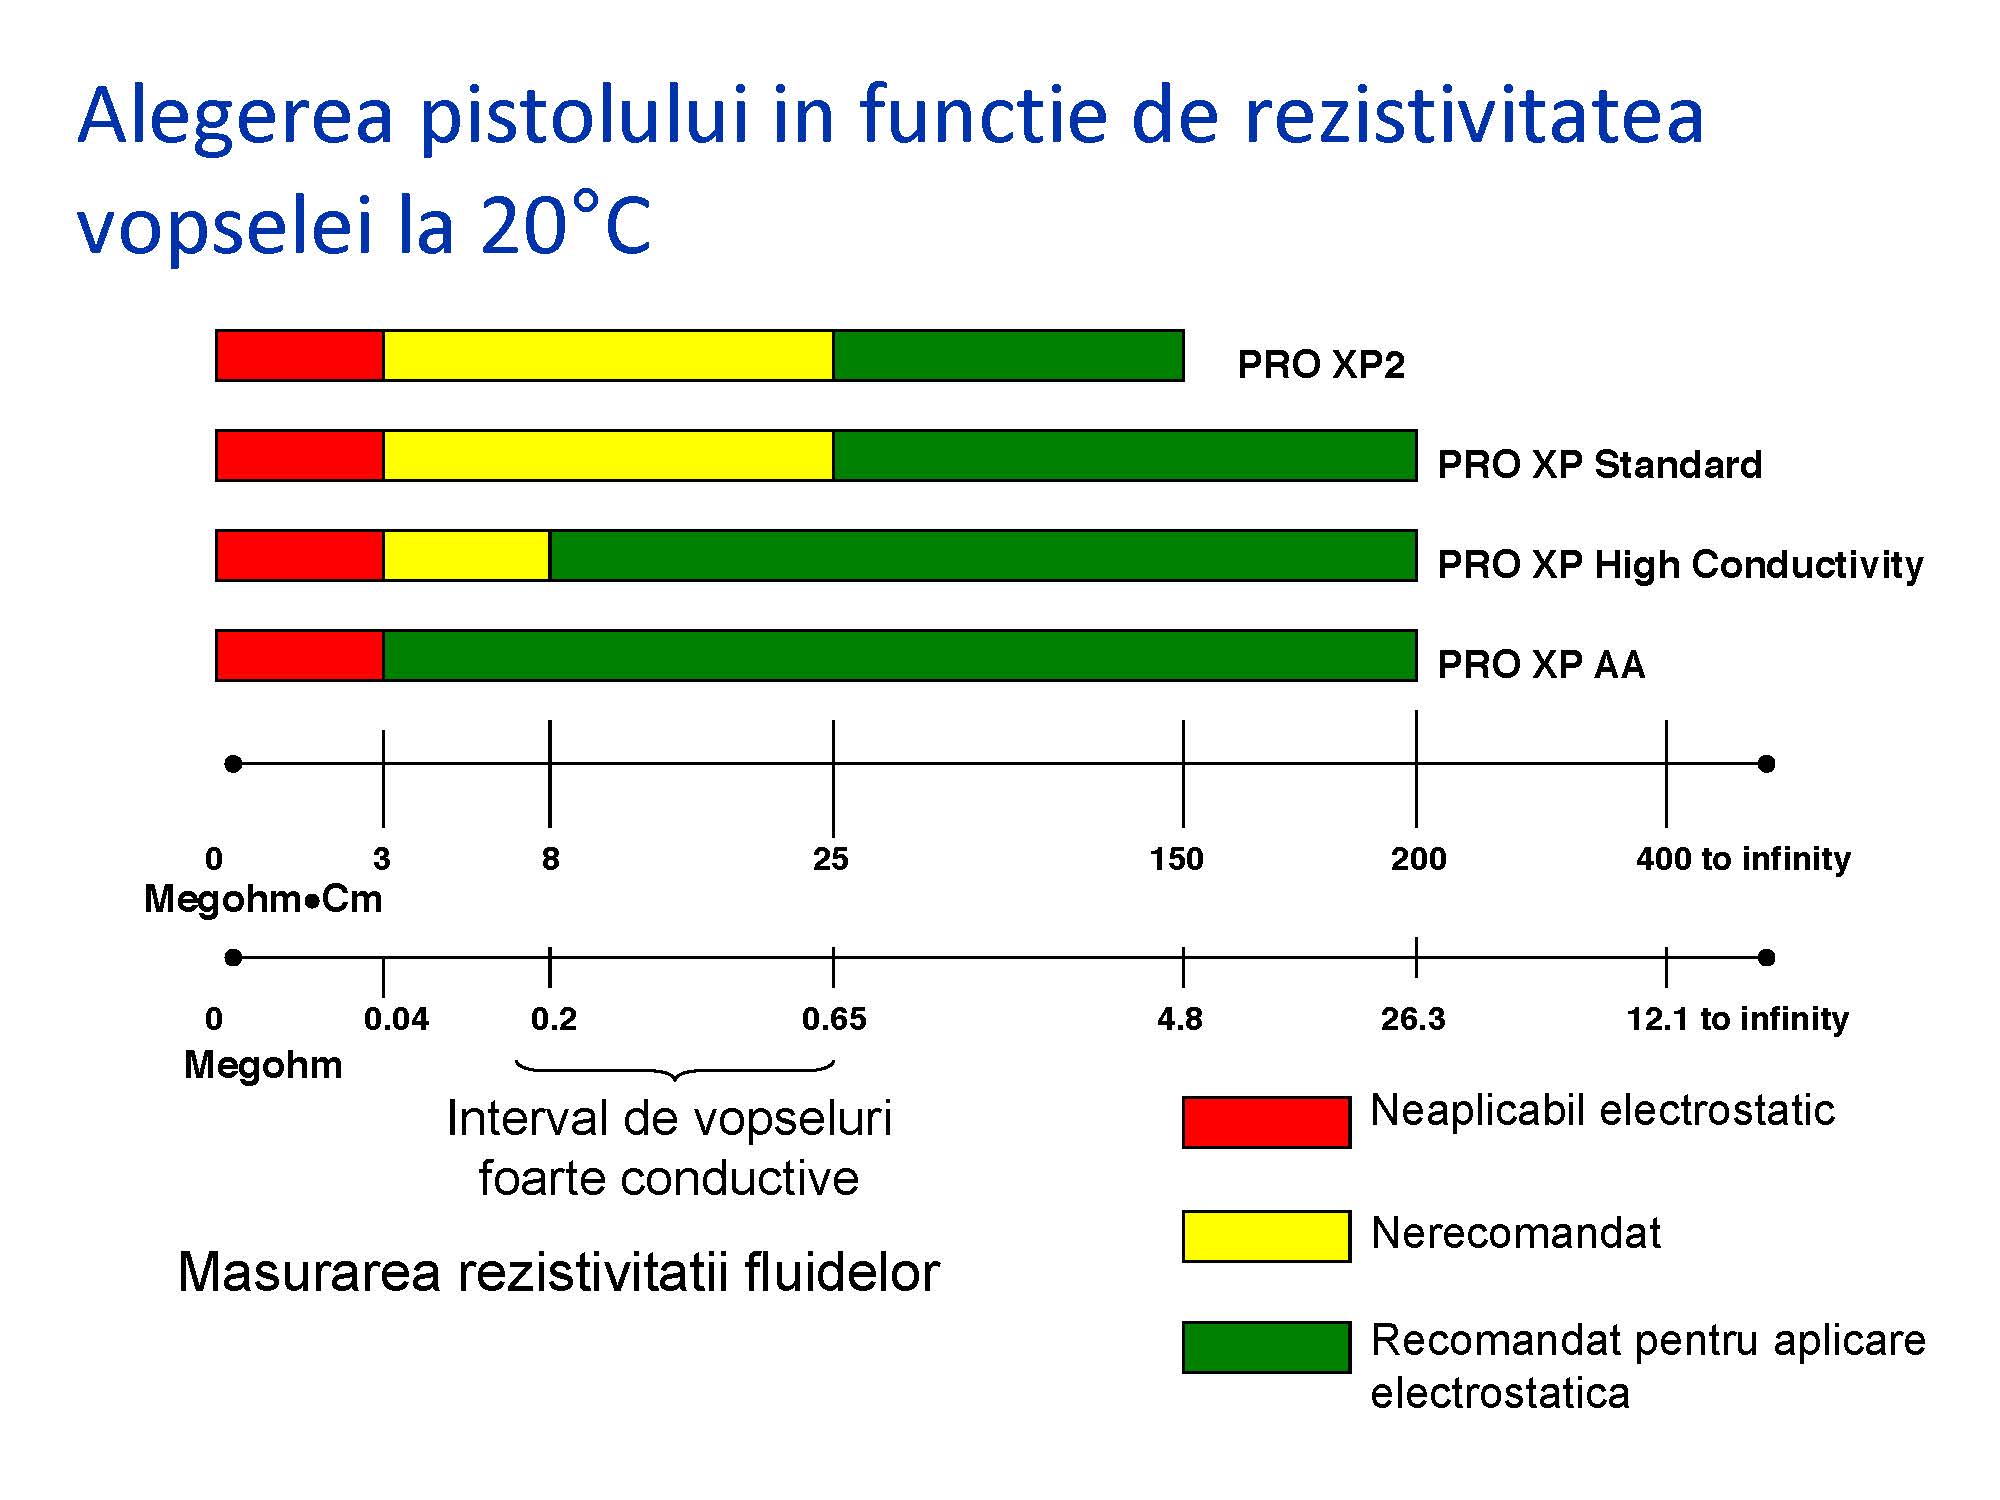 Alegerea pistolului in functie de rezistivitatea
vopselei la 20°C
PRO XP2
PRO XP Standard
PRO XP High Conductivity
PRO XP AA
0 3 8 25 150 200 400 to infinity
Megohm•Cm
0 0.04 0.2 0.65 4.8 26.3 12.1 to infinity
Megohm
Interval de vopseluri
foarte conductive
Masurarea rezistivitatii fluidelor
Neaplicabil electrostatic
Nerecomandat
Recomandat pentru aplicare
electrostatica